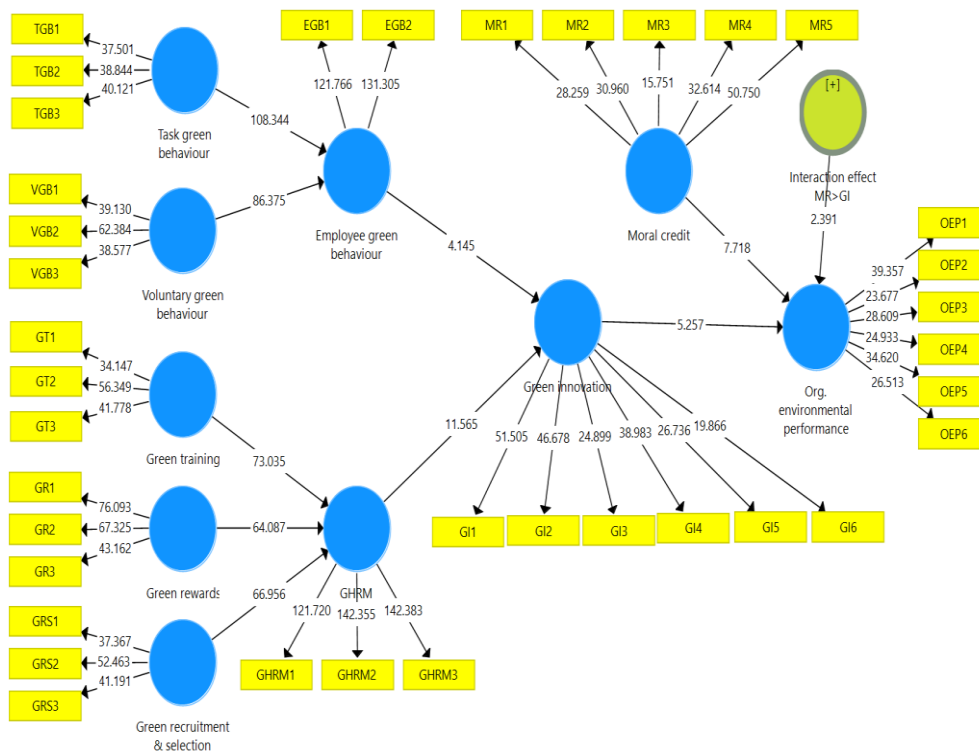 TGB1
37.501
TGB2
38.844
TGB3
40.121
Task green
behaviour
108.344
EGB1
EGB2
121.766
131.305
Employee green
behaviour
VGB1
39.130
VGB2
62.384
VGB3
38.577
Voluntary green
behaviour
86.375
4.145
MR1
MR2
MR3
MR4
MR5
28.259
30.960
15.751
32.614
50.750
Moral credit
7.718
[+]
Interaction effect
MR>GI
2.391
GT1
34.147
GT2
56.349
GT3
41.778
Green training
73.035
GR1
76.093
GR2
67.325
GR3
43.162
Green rewards
64.087
GRS1
37.367
GRS2
52.463
GRS3
41.191
Green recruitment
& selection
66.956
GHRM
121.720
142.355
142.383
GHRM1
GHRM2
GHRM3
11.565
Green innovation
5.257
51.505
46.678
24.899
38.983
26.736
19.866
GI1
GI2
GI3
GI4
GI5
GI6
Org.
environmental
performance
39.357
23.677
28.609
24.933
34.620
26.513
OEP1
OEP2
OEP3
OEP4
OEP5
OEP6